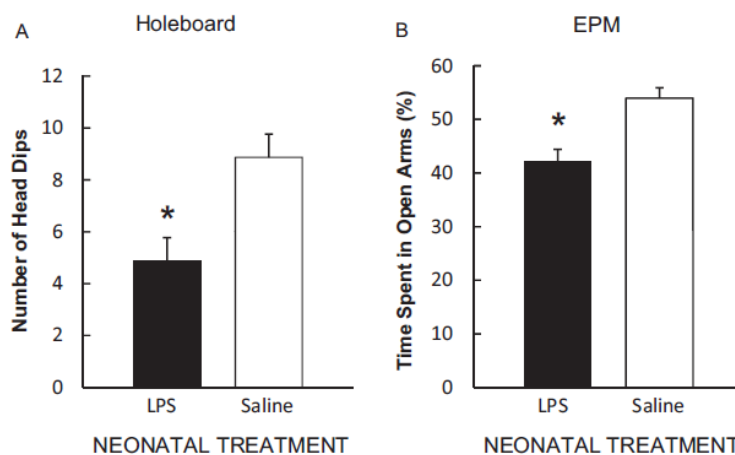 A
Holeboard
Number of Head Dips
12
10
8
6
4
2
0
*
LPS
Saline
NEONATAL TREATMENT
B
EPM
Time Spent in Open Arms (%)
60
50
40
30
20
10
0
*
LPS
Saline
NEONATAL TREATMENT